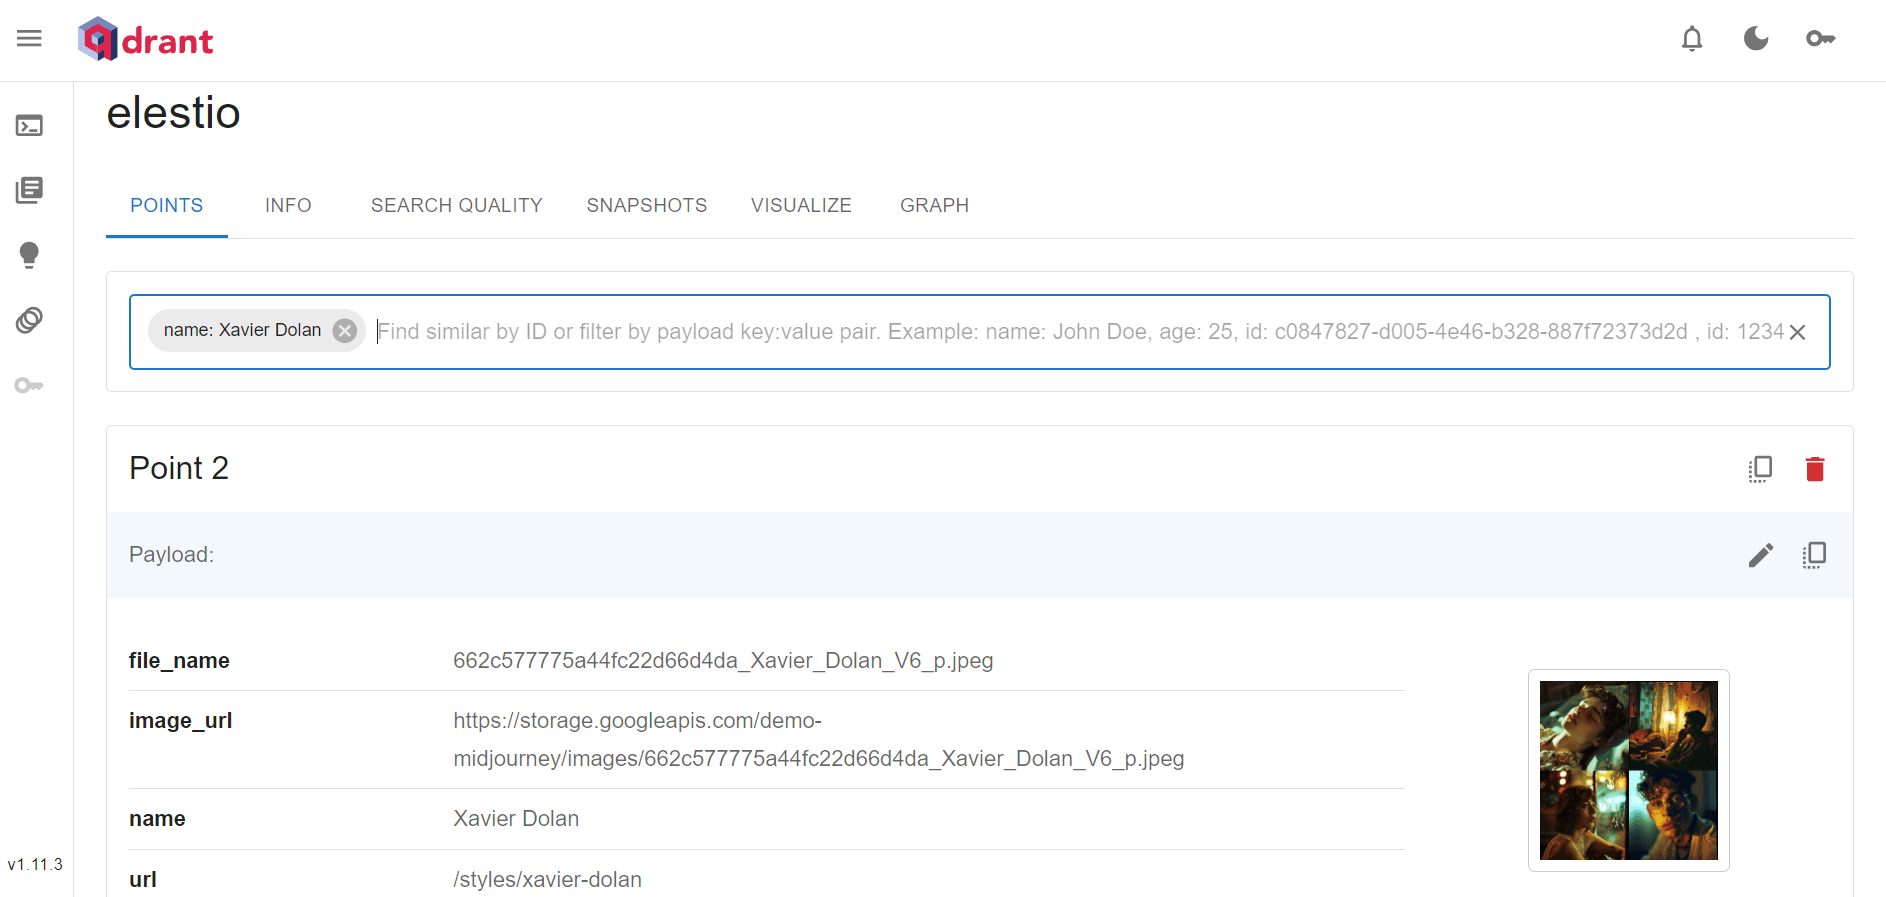 qdrant
elestio
POINTS INFO SEARCH QUALITY SNAPSHOTS VISUALIZE GRAPH
name: Xavier Dolan Find similar by ID or filter by payload key:value pair. Example: name: John Doe, age: 25, id: c0847827-d005-4e46-b328-887f72373d2d , id: 1234
Point 2
Payload:
file_name 662c577775a44fc22d66d4da_Xavier_Dolan_V6_p.jpeg
image_url https://storage.googleapis.com/demo-
midjourney/images/662c577775a44fc22d66d4da_Xavier_Dolan_V6_p.jpeg
name Xavier Dolan
v1.11.3
url /styles/xavier-dolan